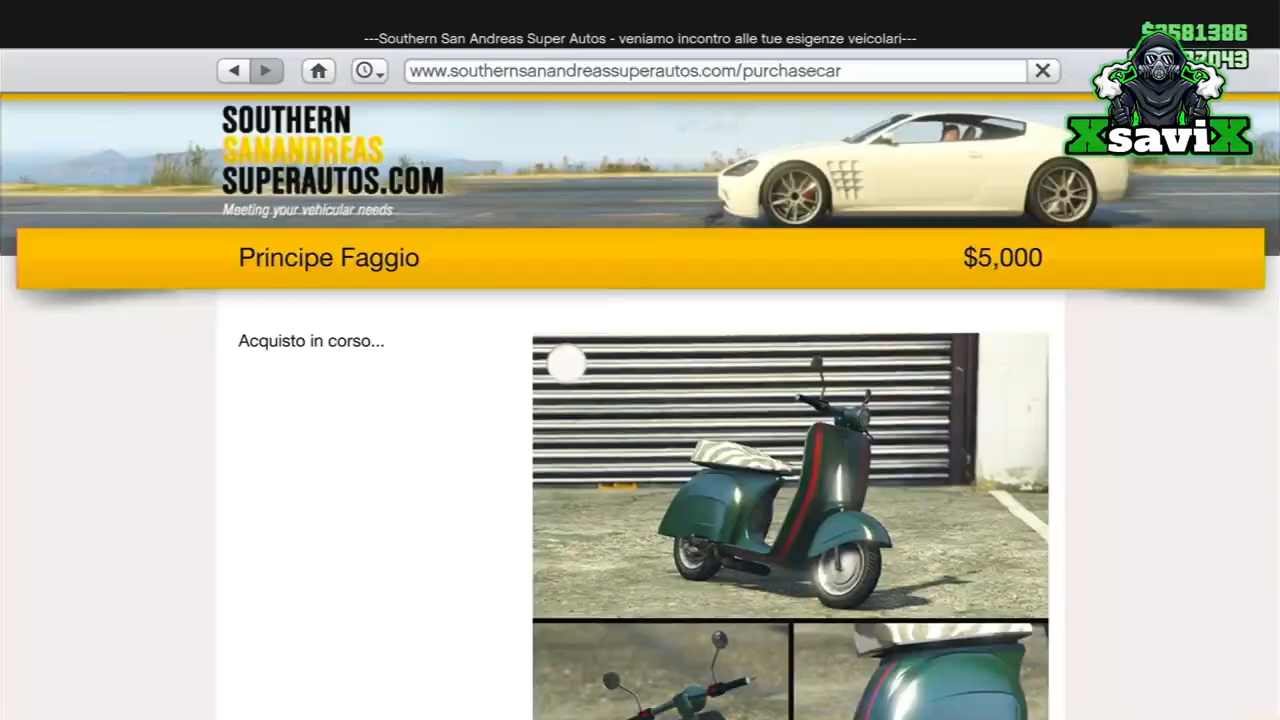 ---Southern San Andreas Super Autos - veniamo incontro alle tue esigenze veicolari---
www.southernsanandreassuperautos.com/purchasecar
XsaviX
SOUTHERN
SANANDREAS
SUPERAUTOS.COM
Meeting your vehicular needs
Principe Faggio
$5,000
Acquisto in corso...